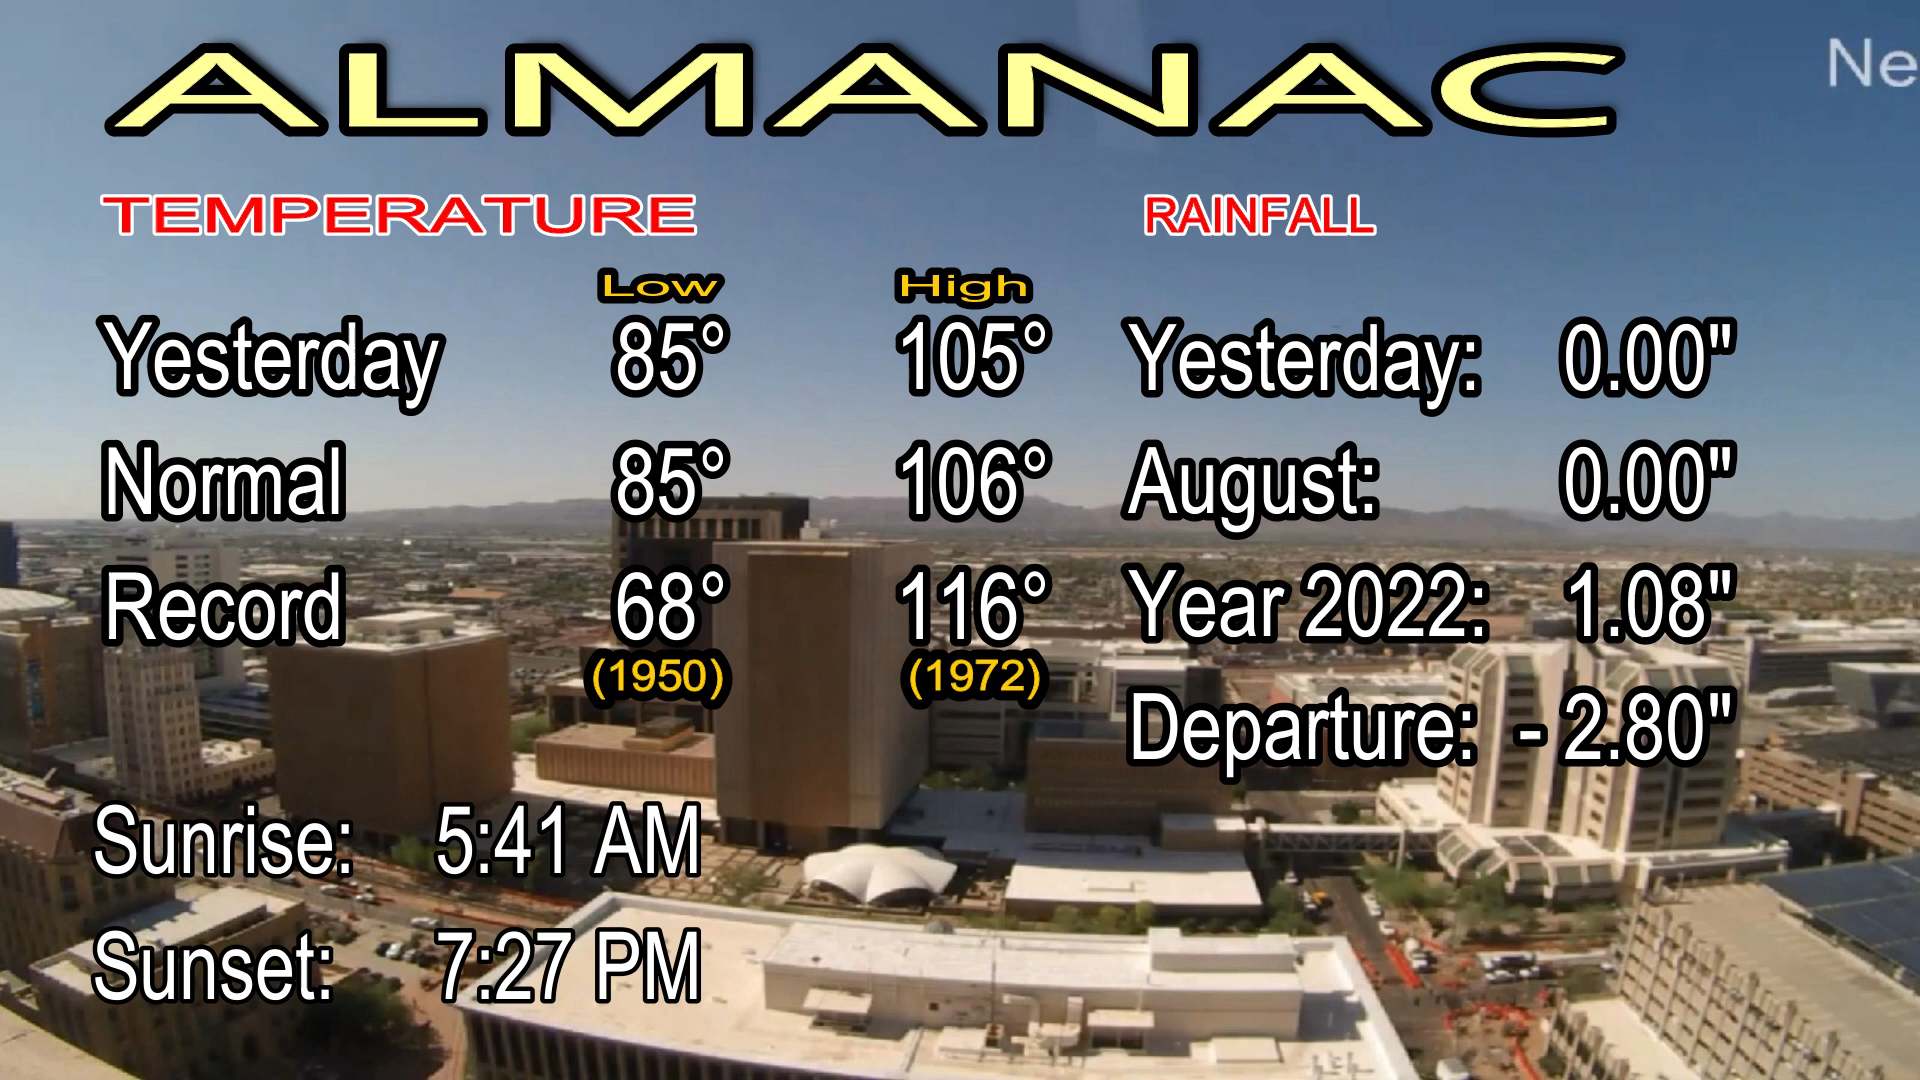 ALMANAC
Ne
TEMPERATURE
RAINFALL
Low High
Yesterday 85° 105° Yesterday: 0.00"
Normal 85° 106° August: 0.00"
Record 68° 116° Year 2022: 1.08"
(1950) (1972)
Departure: - 2.80"
Sunrise: 5:41 AM
Sunset: 7:27 PM